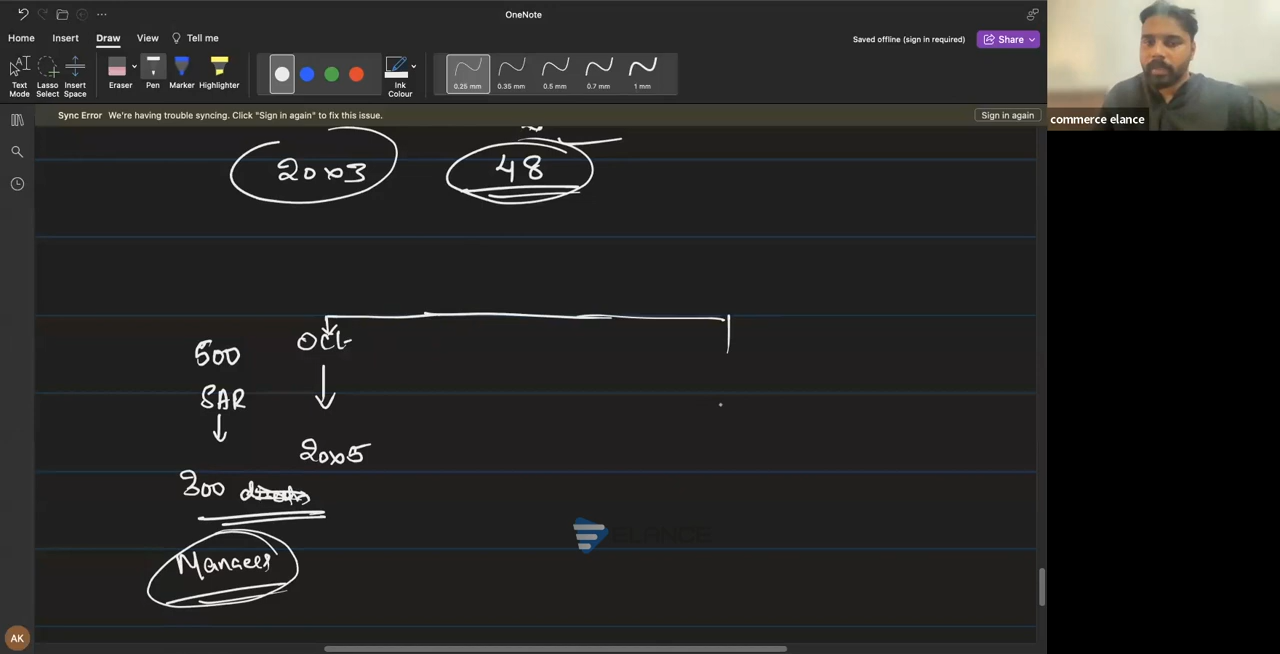 OneNote
Home Insert Draw View Tell me
Saved offline (sign in required) Share
Text Mode
Lasso Select
Insert Space
Eraser
Pen
Marker
Highlighter
Ink Colour
0.25 mm 0.35 mm 0.5 mm 0.7 mm 1 mm
Sync Error We're having trouble syncing. Click "Sign in again" to fix this issue. Sign in again
commerce elance
20x3 48
500
SAR
300
OCI
20x5
ELANCE
AK